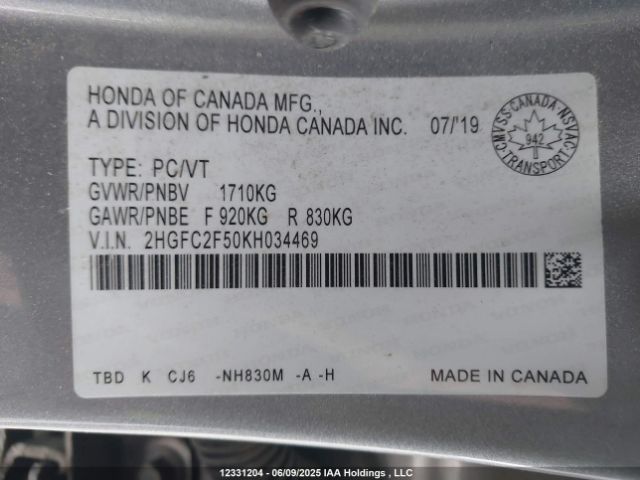 HONDA OF CANADA MFG.,
A DIVISION OF HONDA CANADA INC. 07/'19
CMVSS·CANADA·NSVAC
942
TRANSPORT
TYPE: PC/VT
GVWR/PNBV 1710KG
GAWR/PNBE F 920KG R 830KG
V.I.N. 2HGFC2F50KH034469
TBD K CJ6 -NH830M -A -H MADE IN CANADA
12331204 - 06/09/2025 IAA Holdings , LLC